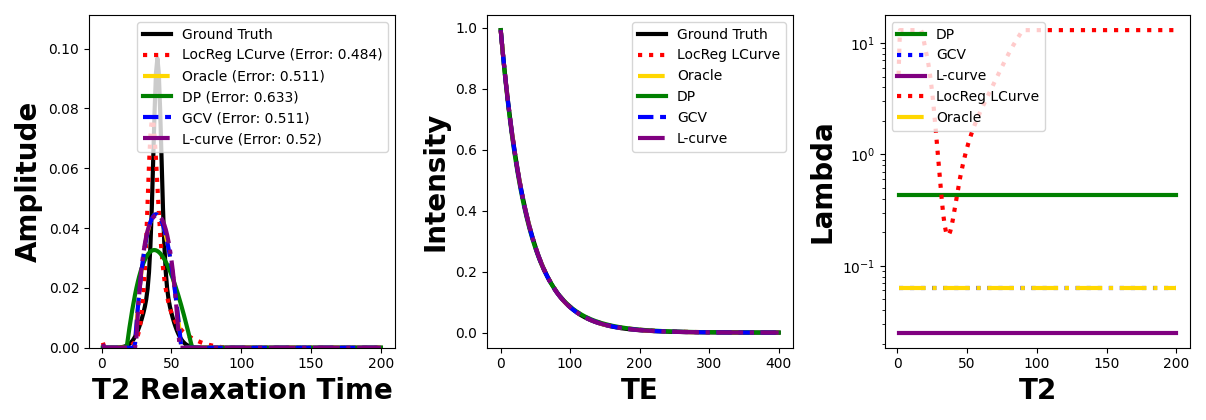 0.10
0.08
0.06
0.04
0.02
0.00
Amplitude
0
50
100
150
200
T2 Relaxation Time
Ground Truth
LocReg LCurve (Error: 0.484)
Oracle (Error: 0.511)
DP (Error: 0.633)
GCV (Error: 0.511)
L-curve (Error: 0.52)
1.0
0.8
0.6
0.4
0.2
0.0
Intensity
0
100
200
300
400
TE
Ground Truth
LocReg LCurve
Oracle
DP
GCV
L-curve
10¹
10⁰
10⁻¹
Lambda
0
50
100
150
200
T2
DP
GCV
L-curve
LocReg LCurve
Oracle